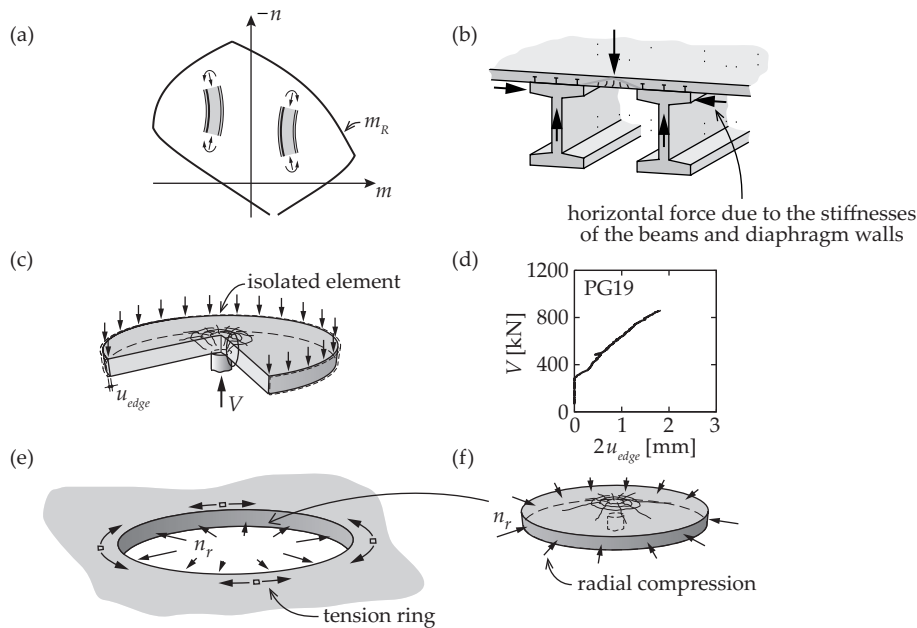 (a)
−n
m_R
m
(b)
horizontal force due to the stiffnesses
of the beams and diaphragm walls
(c)
isolated element
u_edge
V
(d)
1200
PG19
800
V [kN]
400
0
0 1 2 3
2u_edge [mm]
(e)
n_r
tension ring
(f)
n_r
radial compression